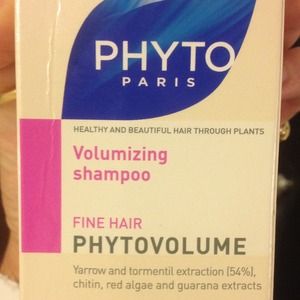 PHYTO
PARIS
HEALTHY AND BEAUTIFUL HAIR THROUGH PLANTS
Volumizing
shampoo
FINE HAIR
PHYTOVOLUME
Yarrow and tormentil extraction (54%),
chitin, red algae and guarana extracts